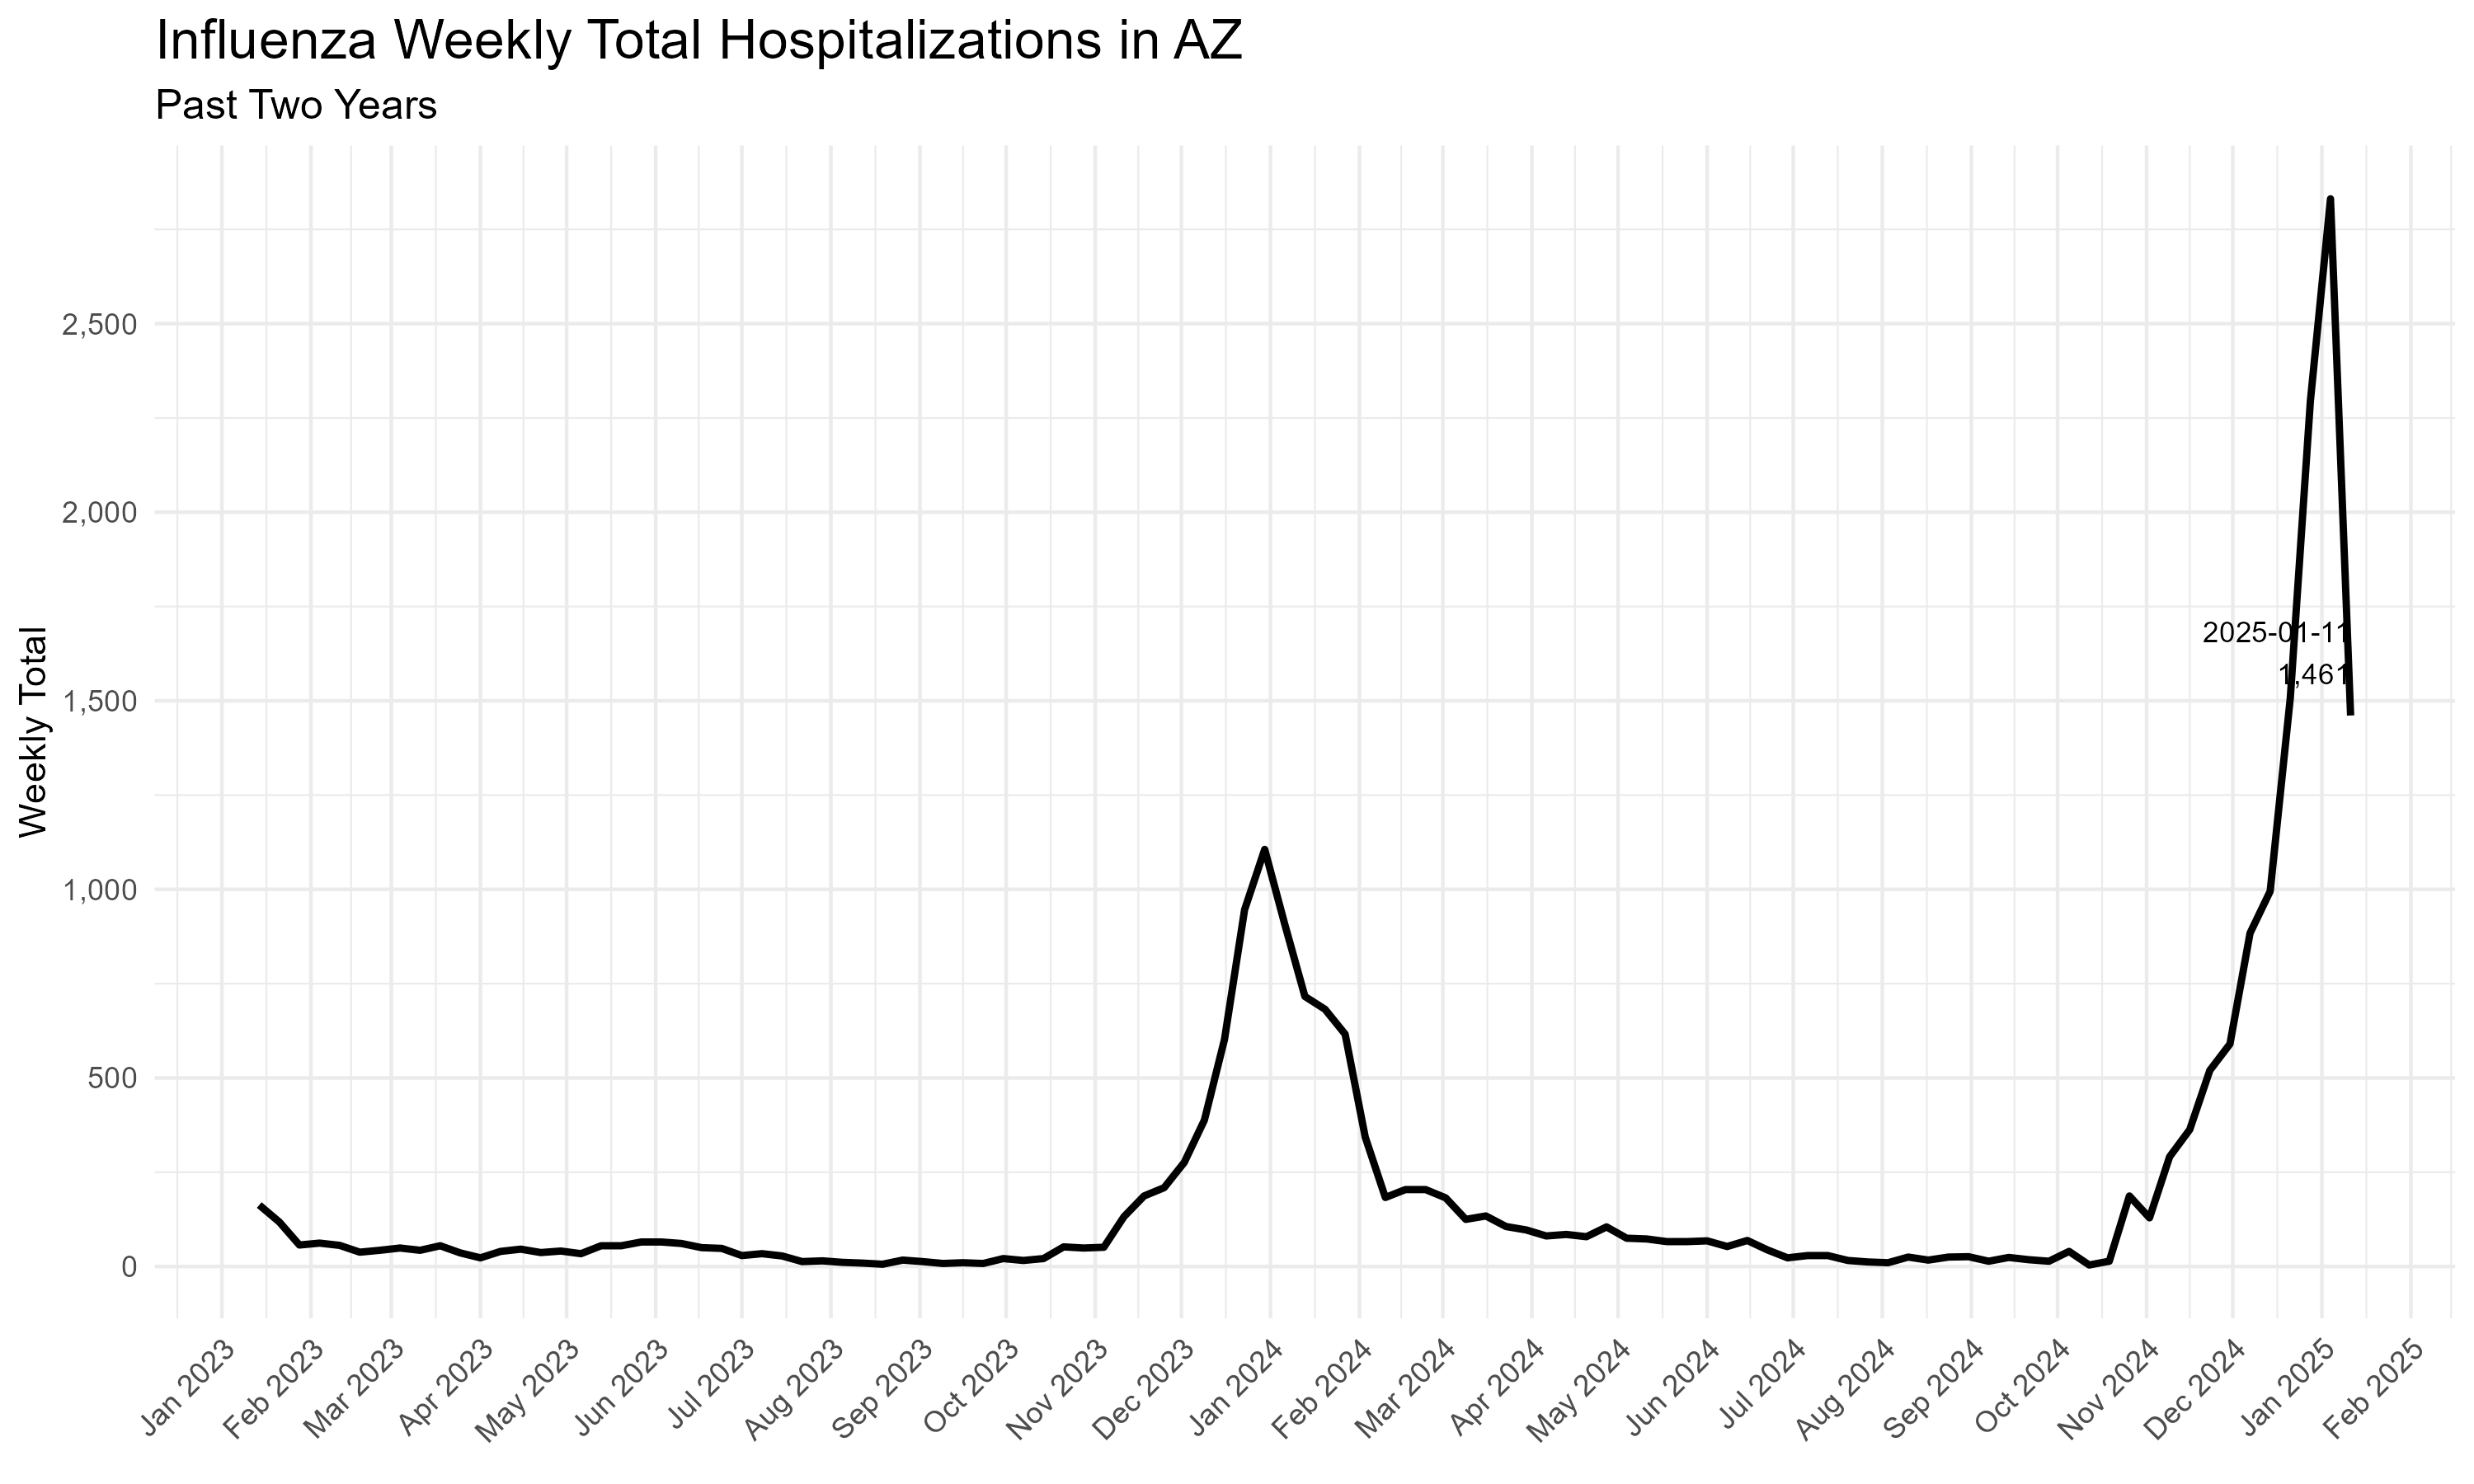 Influenza Weekly Total Hospitalizations in AZ
Past Two Years
Weekly Total
2,500
2,000
1,500
1,000
500
0
2025-01-11
1,461
Jan 2023
Feb 2023
Mar 2023
Apr 2023
May 2023
Jun 2023
Jul 2023
Aug 2023
Sep 2023
Oct 2023
Nov 2023
Dec 2023
Jan 2024
Feb 2024
Mar 2024
Apr 2024
May 2024
Jun 2024
Jul 2024
Aug 2024
Sep 2024
Oct 2024
Nov 2024
Dec 2024
Jan 2025
Feb 2025